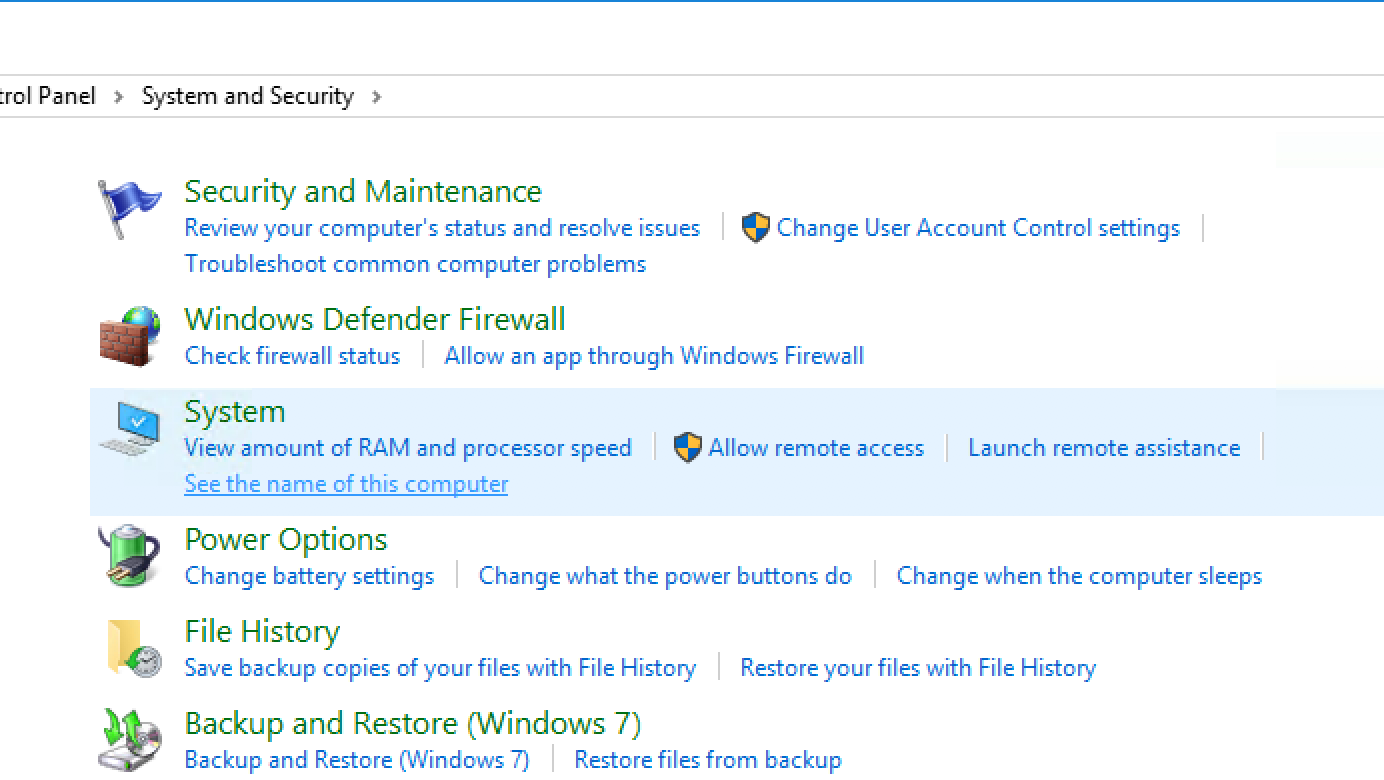 trol Panel > System and Security >
Security and Maintenance
Review your computer's status and resolve issues | Change User Account Control settings |
Troubleshoot common computer problems
Windows Defender Firewall
Check firewall status | Allow an app through Windows Firewall
System
View amount of RAM and processor speed | Allow remote access | Launch remote assistance |
See the name of this computer
Power Options
Change battery settings | Change what the power buttons do | Change when the computer sleeps
File History
Save backup copies of your files with File History | Restore your files with File History
Backup and Restore (Windows 7)
Backup and Restore (Windows 7) | Restore files from backup